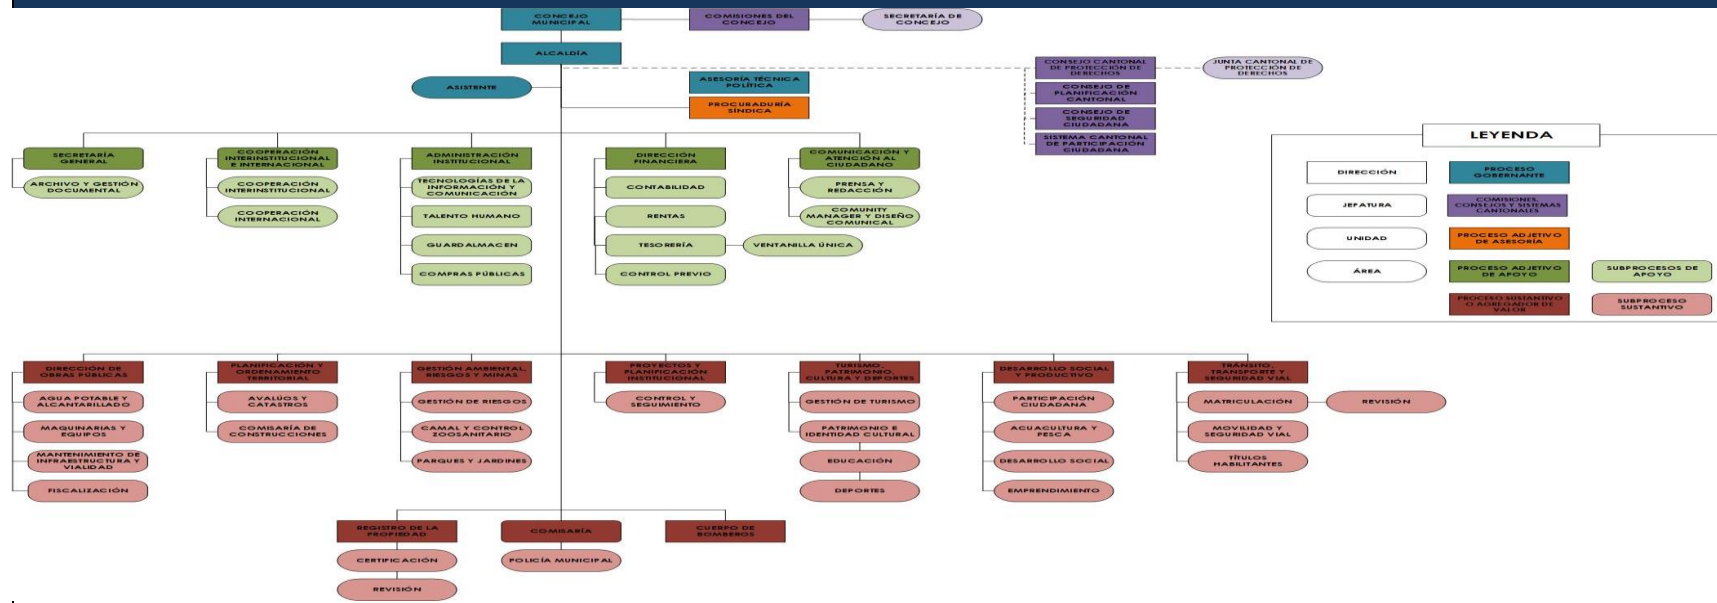 CONCEJO
MUNICIPAL
COMISIONES DEL
CONCEJO
SECRETARÍA DE
CONCEJO
ALCALDÍA
CONSEJO CANTONAL
DE PROTECCIÓN DE
DERECHOS
JUNTA CANTONAL DE
PROTECCIÓN DE
DERECHOS
ASISTENTE
ASESORÍA TÉCNICA
POLÍTICA
CONSEJO DE
PLANIFICACIÓN
CANTONAL
PROCURADURÍA
SÍNDICA
CONSEJO DE
SEGURIDAD
CIUDADANA
SISTEMA CANTONAL
DE PARTICIPACIÓN
CIUDADANA
SECRETARÍA
GENERAL
ARCHIVO Y GESTIÓN
DOCUMENTAL
COOPERACIÓN
INTERINSTITUCIONAL
E INTERNACIONAL
COOPERACIÓN
INTERINSTITUCIONAL
COOPERACIÓN
INTERNACIONAL
ADMINISTRACIÓN
INSTITUCIONAL
TECNOLOGÍAS DE LA
INFORMACIÓN Y
COMUNICACIÓN
TALENTO HUMANO
GUARDALMACEN
COMPRAS PÚBLICAS
DIRECCIÓN
FINANCIERA
CONTABILIDAD
RENTAS
TESORERÍA
VENTANILLA ÚNICA
CONTROL PREVIO
COMUNICACIÓN Y
ATENCIÓN AL
CIUDADANO
PRENSA Y
REDACCIÓN
COMUNITY
MANAGER Y DISEÑO
COMUNICAL
LEYENDA
DIRECCIÓN
PROCESO
GOBERNANTE
JEFATURA
COMISIONES,
CONSEJOS Y SISTEMAS
CANTONALES
UNIDAD
PROCESO ADJETIVO
DE ASESORÍA
ÁREA
PROCESO ADJETIVO
DE APOYO
SUBPROCESOS DE
APOYO
PROCESO SUSTANTIVO
O AGREGADOR DE
VALOR
SUBPROCESO
SUSTANTIVO
DIRECCIÓN DE
OBRAS PÚBLICAS
AGUA POTABLE Y
ALCANTARILLADO
MAQUINARIAS Y
EQUIPOS
MANTENIMIENTO DE
INFRAESTRUCTURA Y
VIALIDAD
FISCALIZACIÓN
PLANIFICACIÓN Y
ORDENAMIENTO
TERRITORIAL
AVALÚOS Y
CATASTROS
COMISARÍA DE
CONSTRUCCIONES
GESTIÓN AMBIENTAL,
RIESGOS Y MINAS
GESTIÓN DE RIESGOS
CAMAL Y CONTROL
ZOOSANITARIO
PARQUES Y JARDINES
PROYECTOS Y
PLANIFICACIÓN
INSTITUCIONAL
CONTROL Y
SEGUIMIENTO
TURISMO,
PATRIMONIO,
CULTURA Y DEPORTES
GESTIÓN DE TURISMO
PATRIMONIO E
IDENTIDAD CULTURAL
EDUCACIÓN
DEPORTES
DESARROLLO SOCIAL
Y PRODUCTIVO
PARTICIPACIÓN
CIUDADANA
ACUACULTURA Y
PESCA
DESARROLLO SOCIAL
EMPRENDIMIENTO
TRÁNSITO,
TRANSPORTE Y
SEGURIDAD VIAL
MATRICULACIÓN
REVISIÓN
MOVILIDAD Y
SEGURIDAD VIAL
TÍTULOS
HABILITANTES
REGISTRO DE LA
PROPIEDAD
CERTIFICACIÓN
REVISIÓN
COMISARÍA
POLICÍA MUNICIPAL
CUERPO DE
BOMBEROS